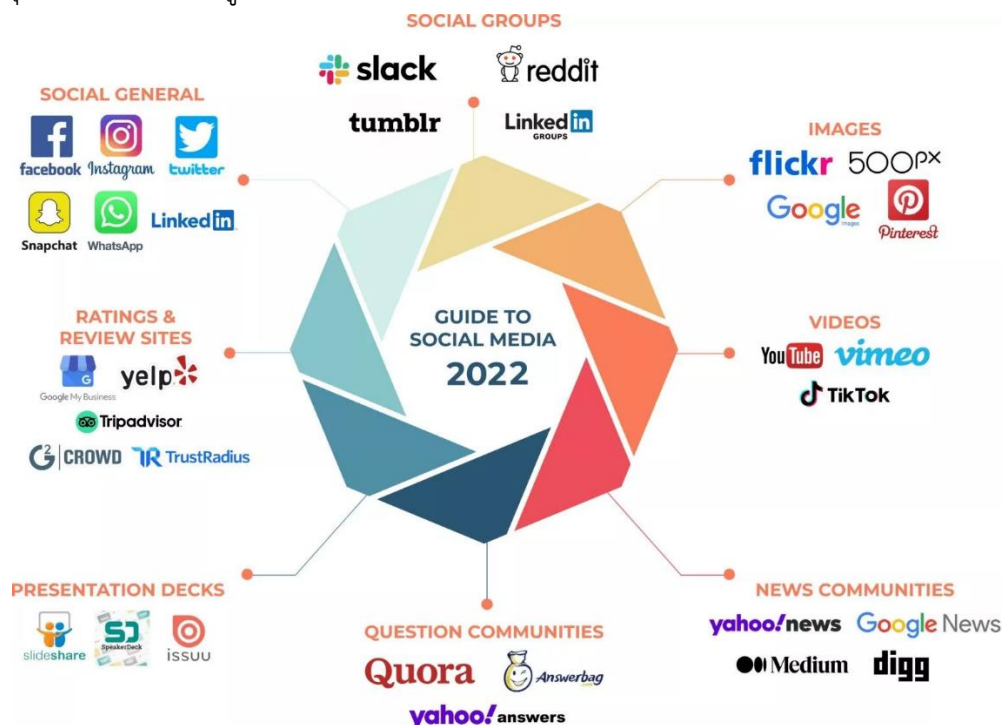 SOCIAL GROUPS
slack
reddit
tumblr
Linked in
GROUPS
SOCIAL GENERAL
facebook
Instagram
twitter
Snapchat
WhatsApp
Linked in
IMAGES
flickr
500px
Google
images
Pinterest
RATINGS &
REVIEW SITES
Google My Business
yelp
Tripadvisor
G2 CROWD
TR TrustRadius
GUIDE TO
SOCIAL MEDIA
2022
VIDEOS
YouTube
vimeo
TikTok
PRESENTATION DECKS
slideshare
SD
SpeakerDeck
issuu
QUESTION COMMUNITIES
Quora
Answerbag
yahoo! answers
NEWS COMMUNITIES
yahoo!news
Google News
Medium
digg